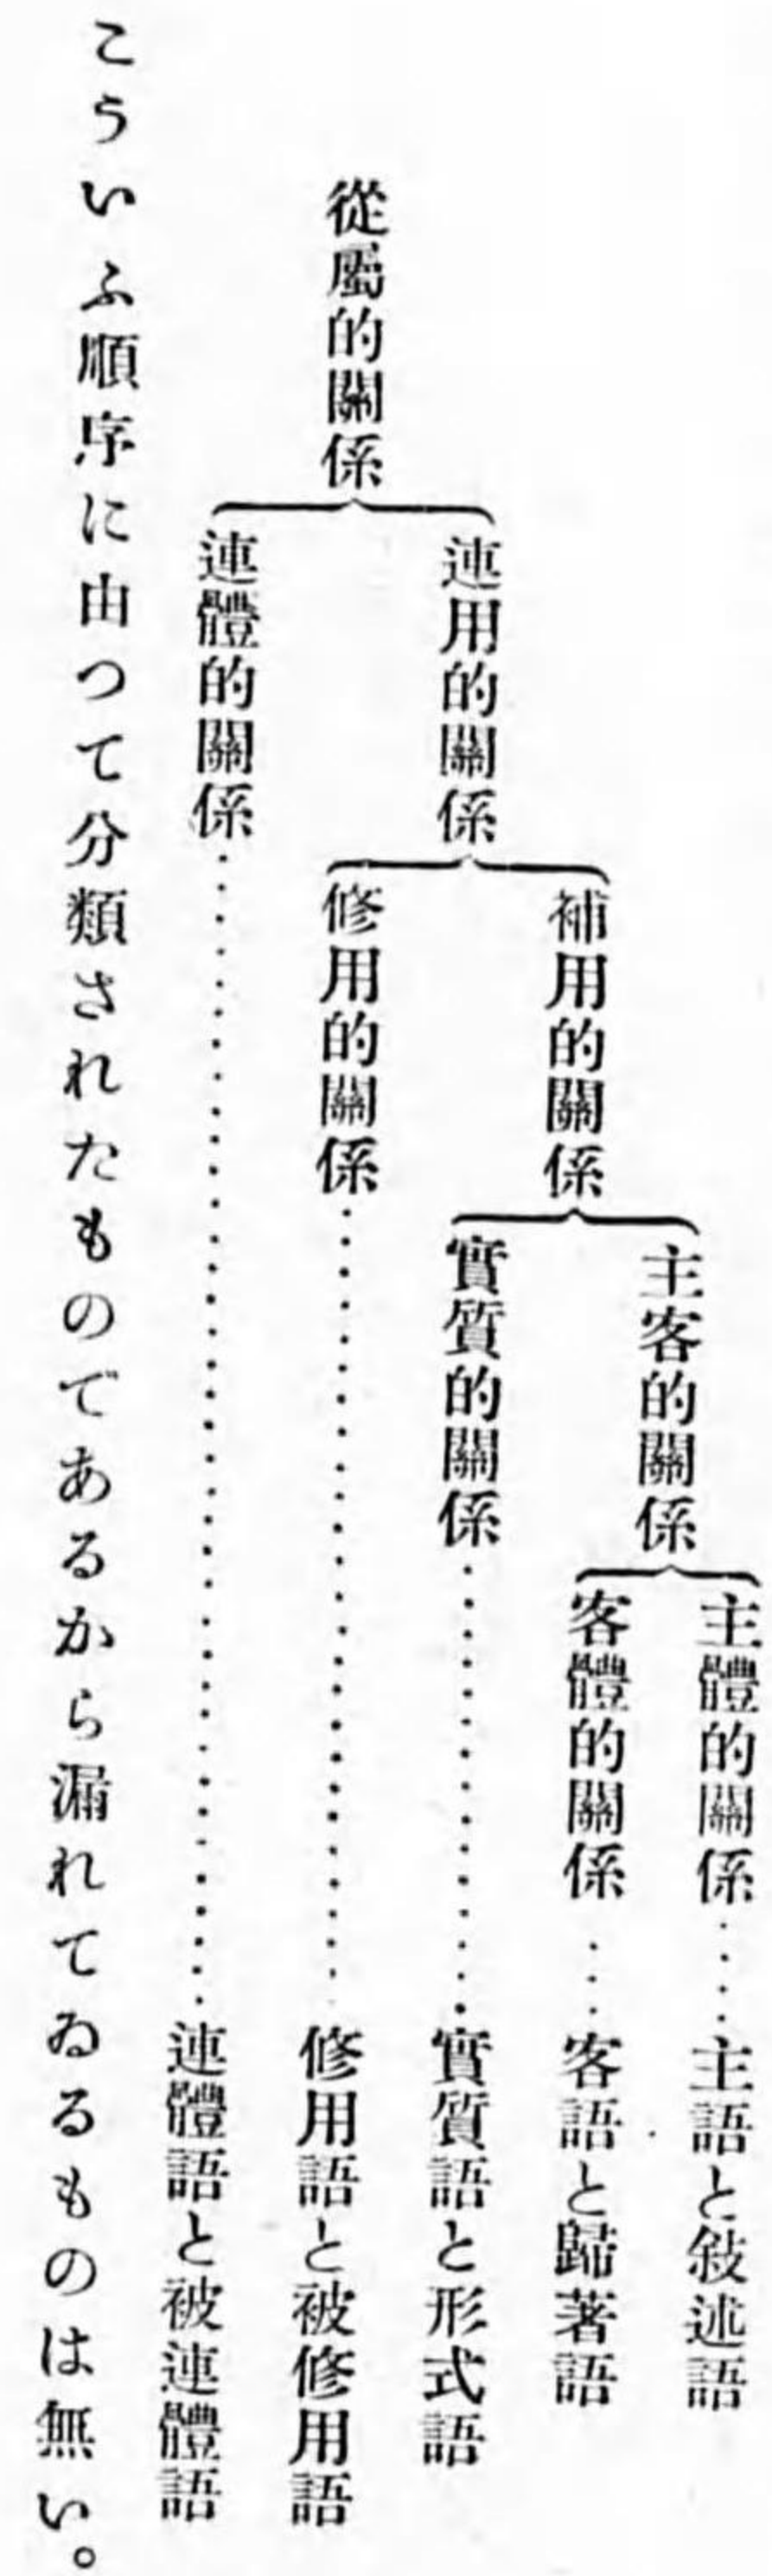 從屬的關係
連用的關係
補用的關係
主客的關係
主體的關係……主語と敍述語
客體的關係……客語と歸著語
實質的關係……實質語と形式語
修用的關係……修用語と被修用語
連體的關係……連體語と被連體語
こういふ順序に由つて分類されたものであるから漏れてゐるものは無い。